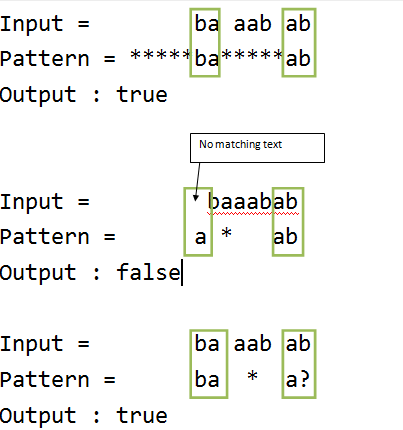 Input = ba aab ab
Pattern = *****ba*****ab
Output : true
No matching text
Input = baaabab
Pattern = a * ab
Output : false
Input = ba aab ab
Pattern = ba * a?
Output : true